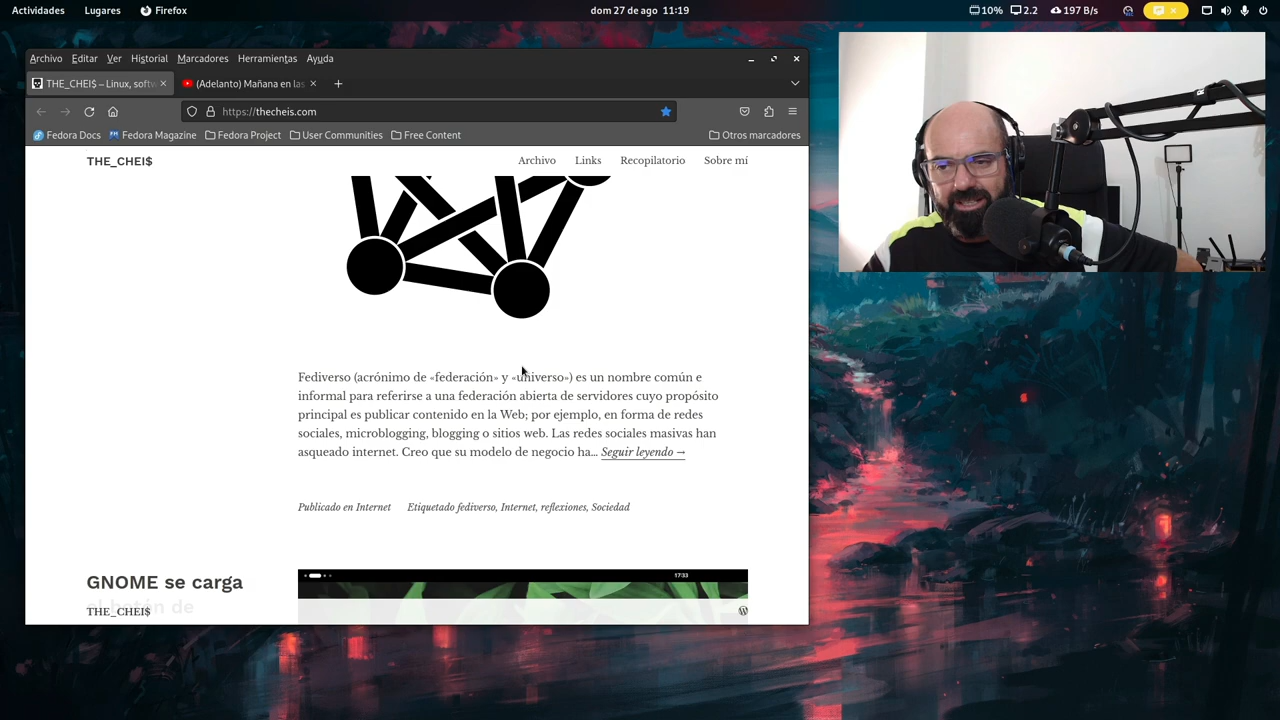 Actividades Lugares Firefox dom 27 de ago 11:19 10% 2.2 197 B/s
Archivo Editar Ver Historial Marcadores Herramientas Ayuda
THE_CHEI$ – Linux, softw (Adelanto) Mañana en las
https://thecheis.com
Fedora Docs Fedora Magazine Fedora Project User Communities Free Content Otros marcadores
THE_CHEI$ Archivo Links Recopilatorio Sobre mí
Fediverso (acrónimo de «federación» y «universo») es un nombre común e
informal para referirse a una federación abierta de servidores cuyo propósito
principal es publicar contenido en la Web; por ejemplo, en forma de redes
sociales, microblogging, blogging o sitios web. Las redes sociales masivas han
asqueado internet. Creo que su modelo de negocio ha... Seguir leyendo →
Publicado en Internet Etiquetado fediverso, Internet, reflexiones, Sociedad
GNOME se carga
el botón de
17:33
THE_CHEI$